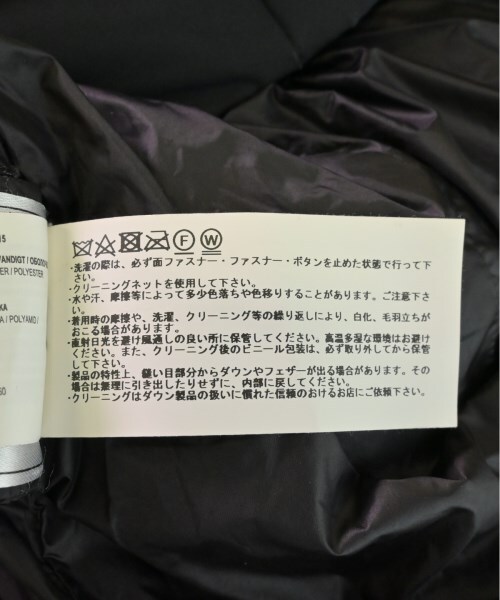 F W
・洗濯の際は、必ず面ファスナー・ファスナー・ボタンを止めた状態で行って下
さい。
・クリーニングネットを使用して下さい。
・水や汗、摩擦等によって多少色落ちや色移りすることがあります。ご注意下さ
い。
・着用時の摩擦や、洗濯、クリーニング等の繰り返しにより、白化、毛羽立ちが
おこる場合があります。
・直射日光を避け風通しの良い所に保管してください。高温多湿な環境はお避け
ください。また、クリーニング後のビニール包装は、必ず取り外してから保管
して下さい。
・製品の特性上、縫い目部分からダウンやフェザーが出る場合があります。その
場合は無理に引き出したりせずに、内部に戻してください。
・クリーニングはダウン製品の扱いに慣れた信頼のおけるお店にご依頼下さい。
ER / POLYESTER
KA
A / POLYAMID /